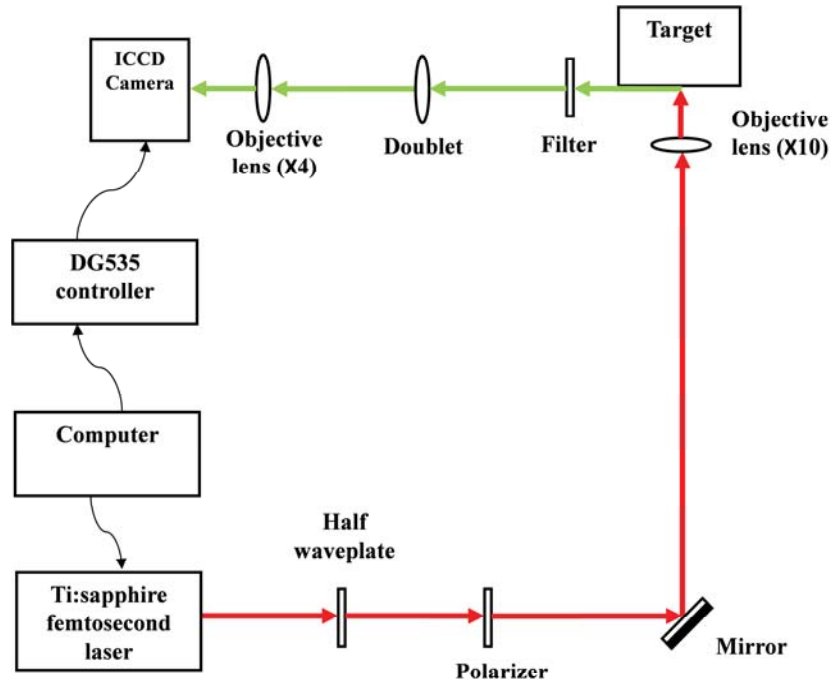 Target
ICCD
Camera
Objective
lens (X4)
Doublet
Filter
Objective
lens (X10)
DG535
controller
Computer
Half
waveplate
Ti:sapphire
femtosecond
laser
Polarizer
Mirror